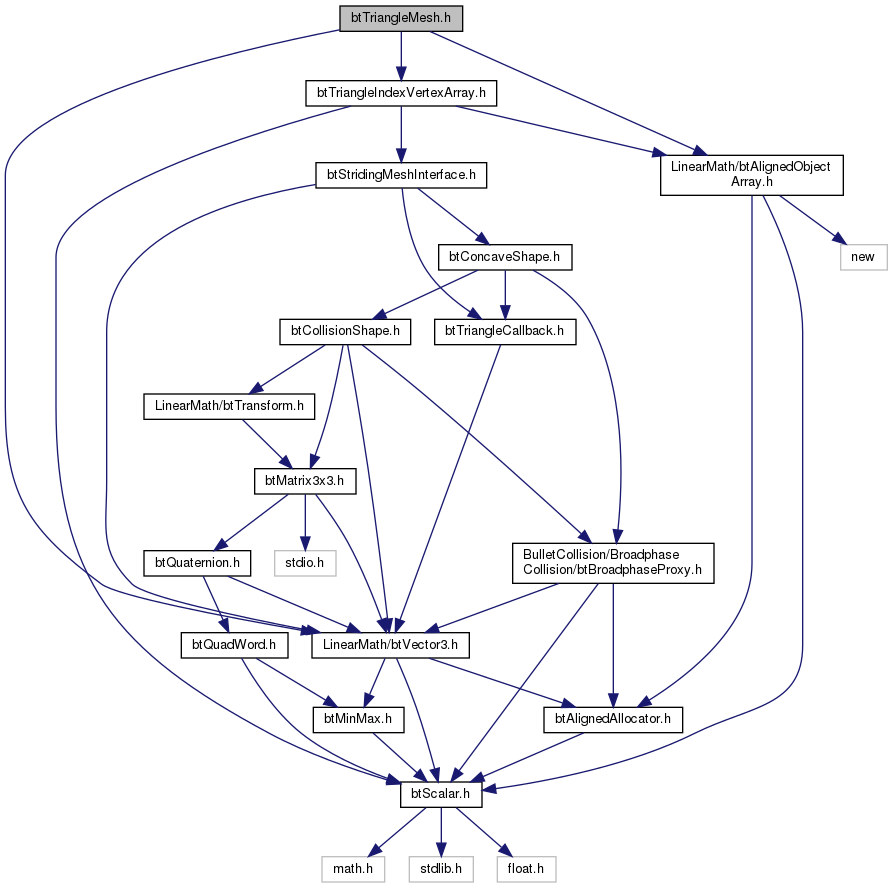 btTriangleMesh.h
btTriangleIndexVertexArray.h
LinearMath/btAlignedObject
Array.h
btStridingMeshInterface.h
btConcaveShape.h
new
btCollisionShape.h
btTriangleCallback.h
LinearMath/btTransform.h
btMatrix3x3.h
BulletCollision/Broadphase
Collision/btBroadphaseProxy.h
btQuaternion.h
stdio.h
btQuadWord.h
LinearMath/btVector3.h
btMinMax.h
btAlignedAllocator.h
btScalar.h
math.h
stdlib.h
float.h